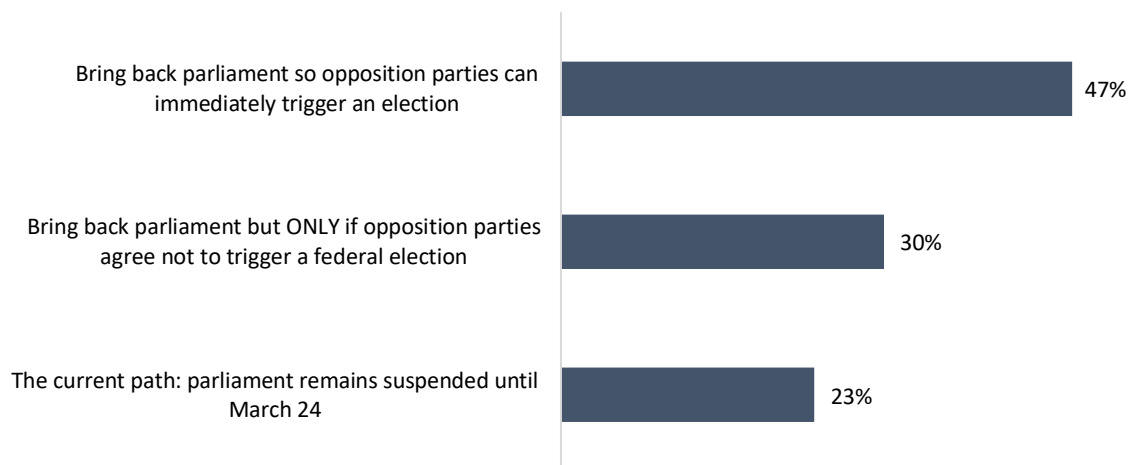 Bring back parliament so opposition parties can
immediately trigger an election
47%
Bring back parliament but ONLY if opposition parties
agree not to trigger a federal election
30%
The current path: parliament remains suspended until
March 24
23%